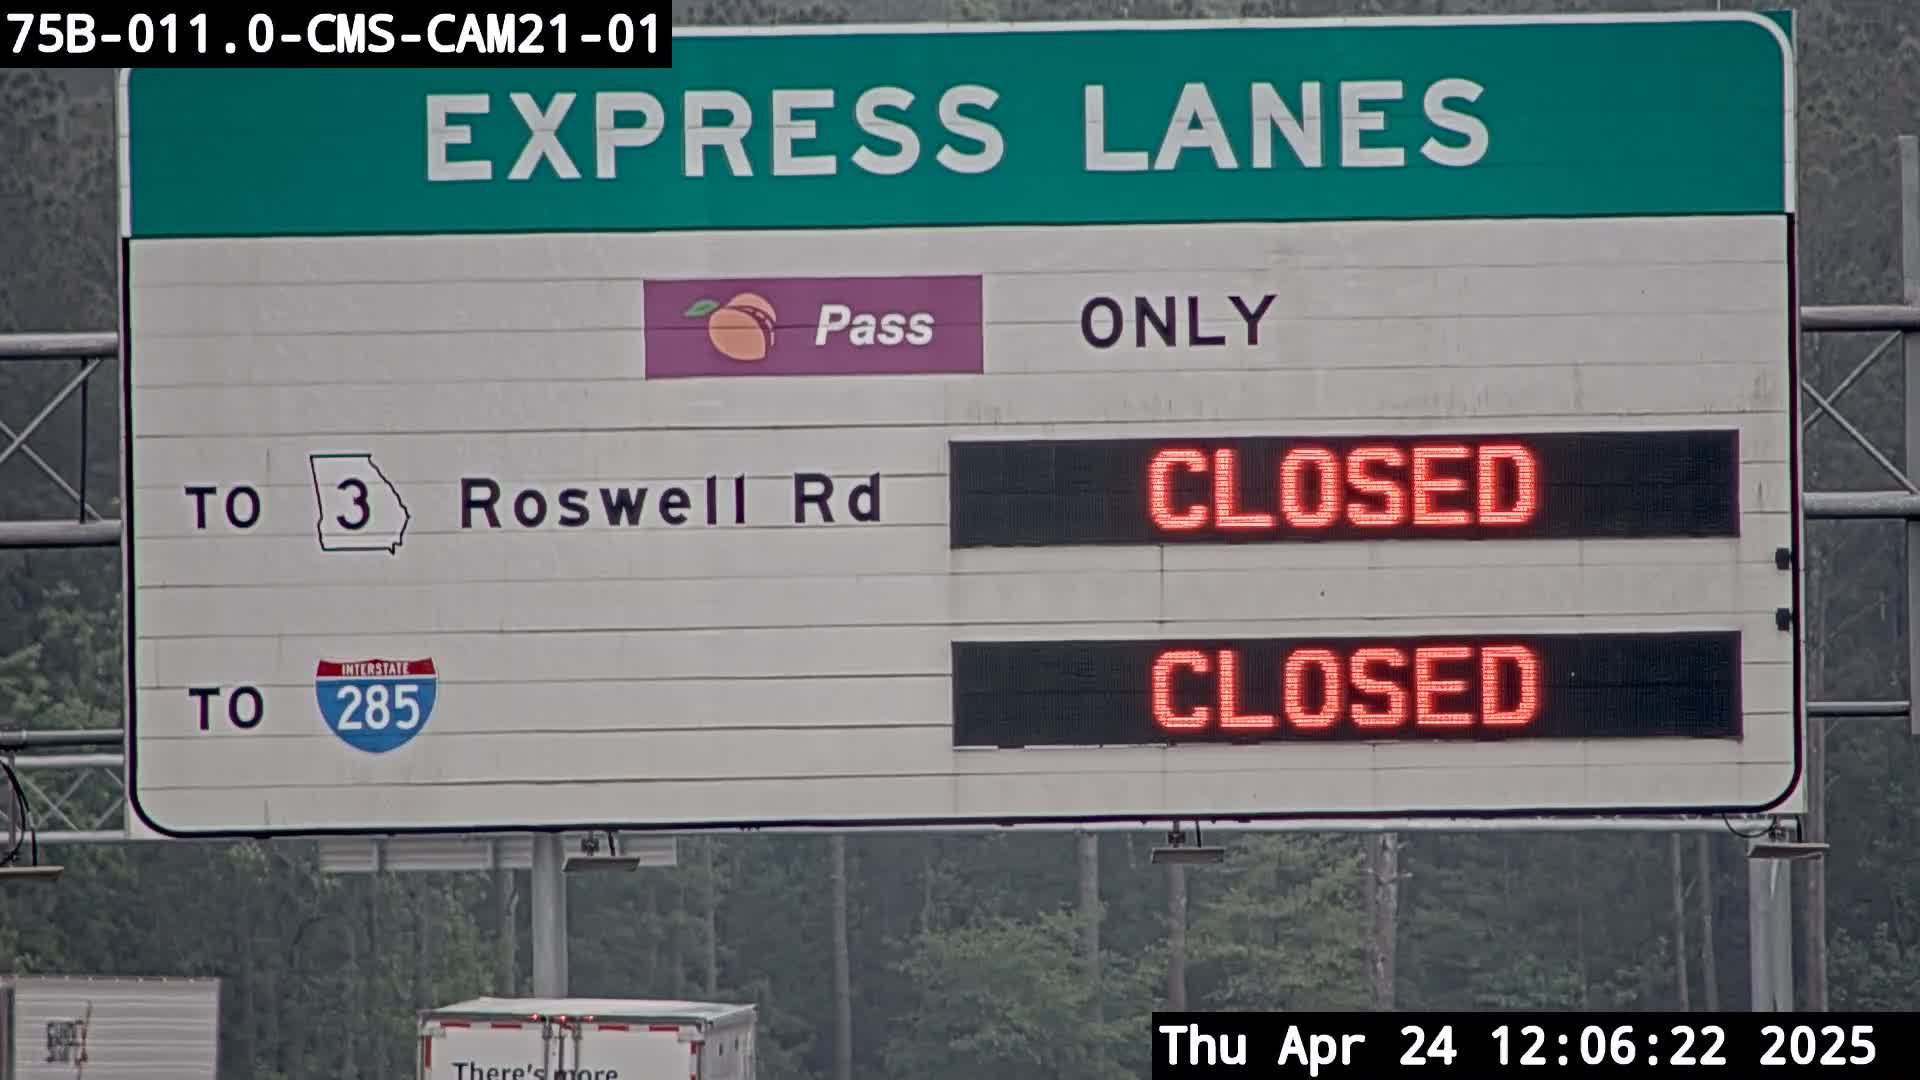 75B-011.0-CMS-CAM21-01
EXPRESS LANES
Pass ONLY
TO 3 Roswell Rd CLOSED
INTERSTATE
TO 285 CLOSED
There's more
Thu Apr 24 12:06:22 2025